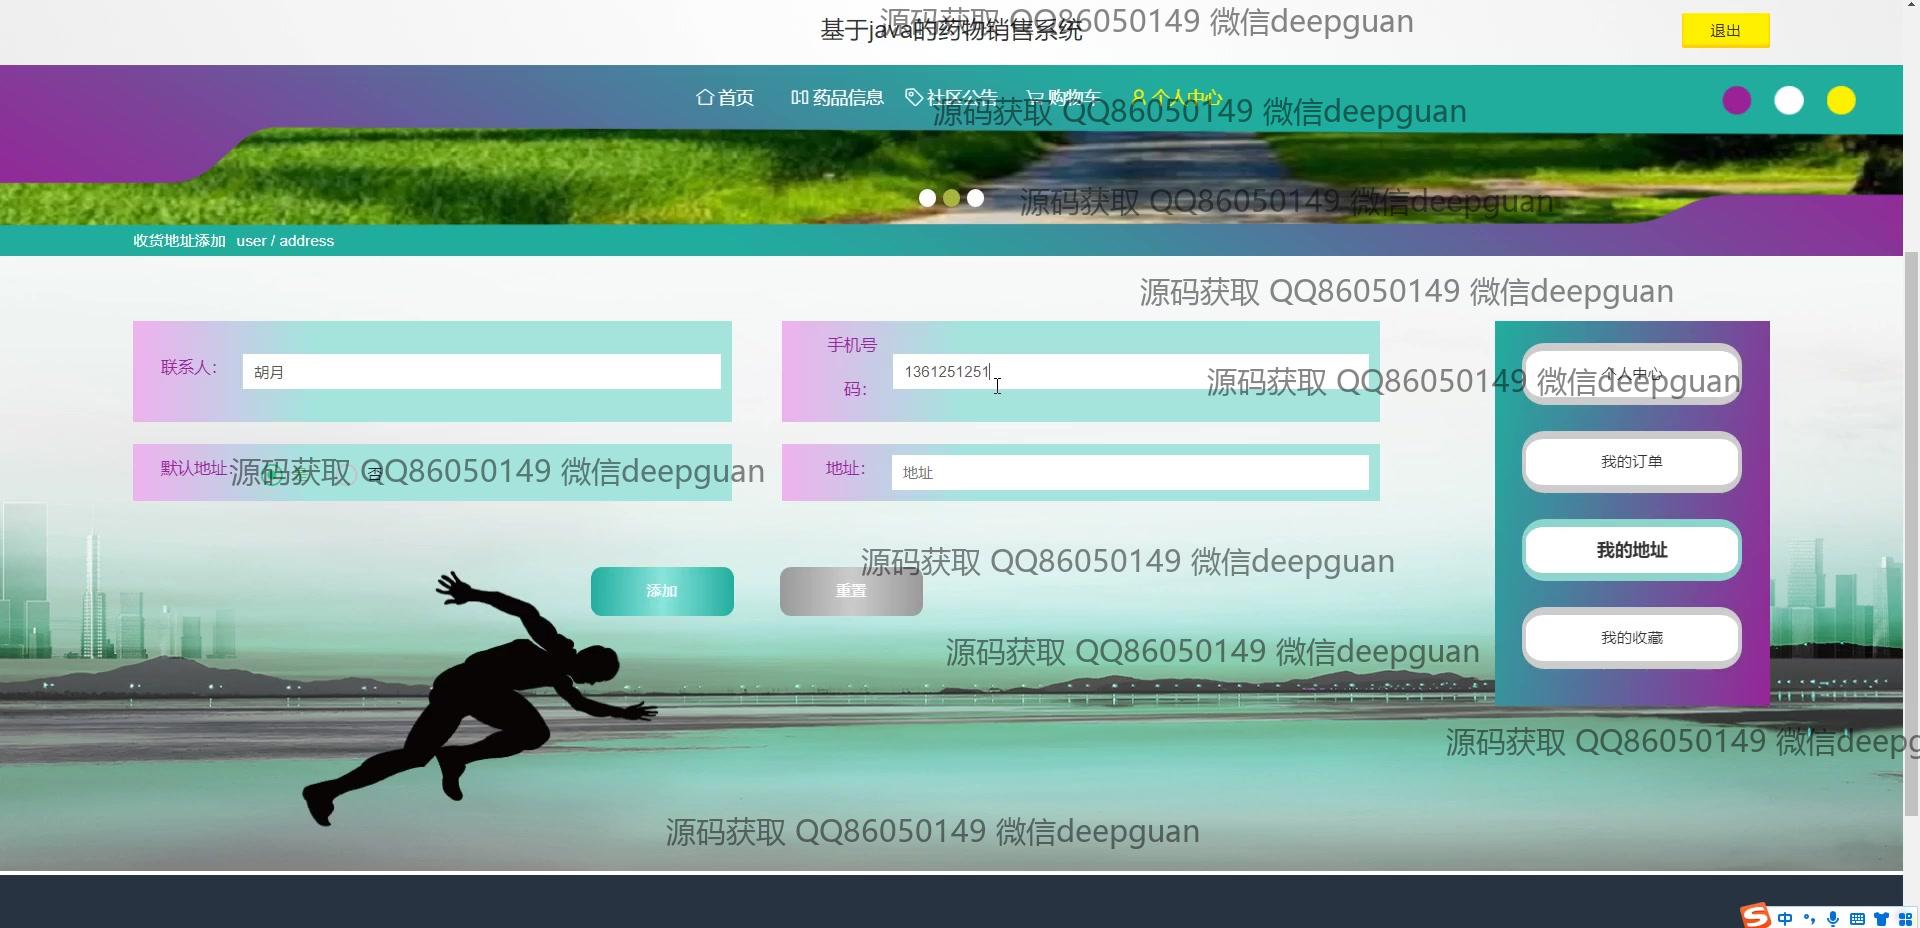 源码获取 QQ86050149 微信deepguan
基于java的药物销售系统
退出
首页 药品信息 社区公告 购物车 个人中心
源码获取 QQ86050149 微信deepguan
源码获取 QQ86050149 微信deepguan
收货地址添加 user / address
源码获取 QQ86050149 微信deepguan
联系人：
胡月
手机号
码：
1361251251
源码获取 QQ86050149 微信deepguan
个人中心
默认地址：
否
源码获取 QQ86050149 微信deepguan
地址：
地址
我的订单
我的地址
源码获取 QQ86050149 微信deepguan
添加
重置
我的收藏
源码获取 QQ86050149 微信deepguan
源码获取 QQ86050149 微信deepg
源码获取 QQ86050149 微信deepguan
中